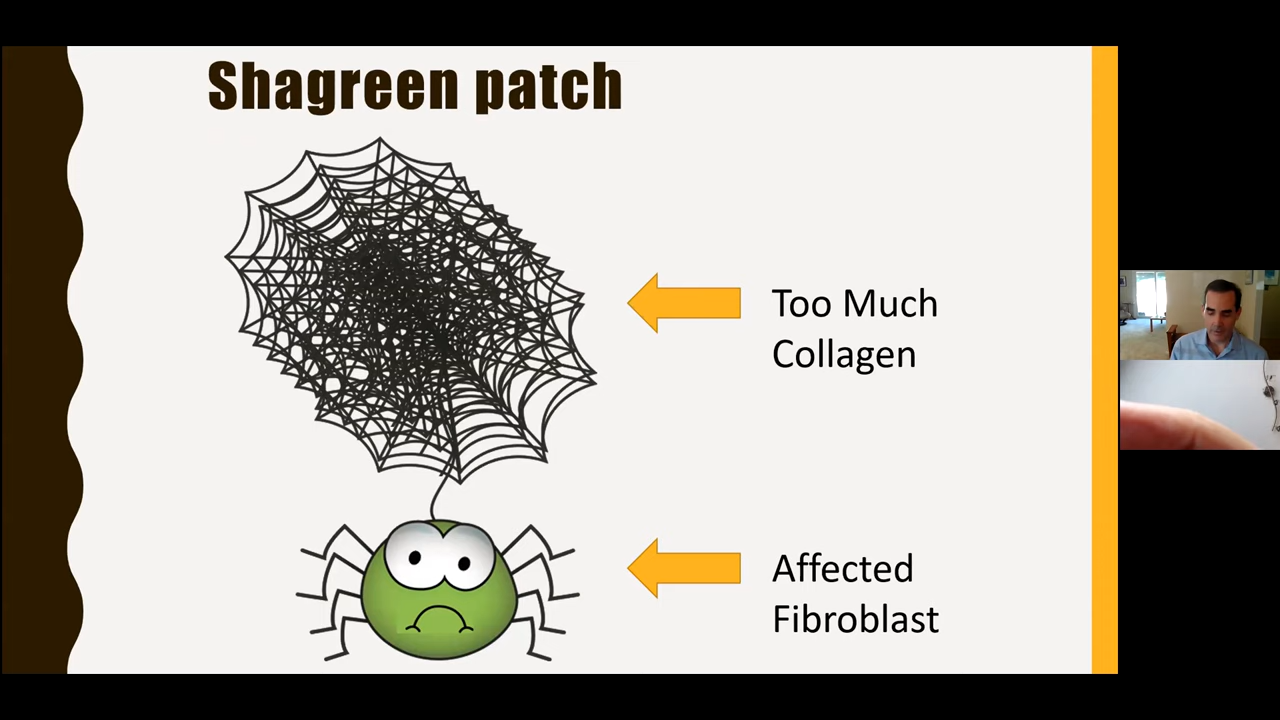 Shagreen patch
Too Much
Collagen
Affected
Fibroblast